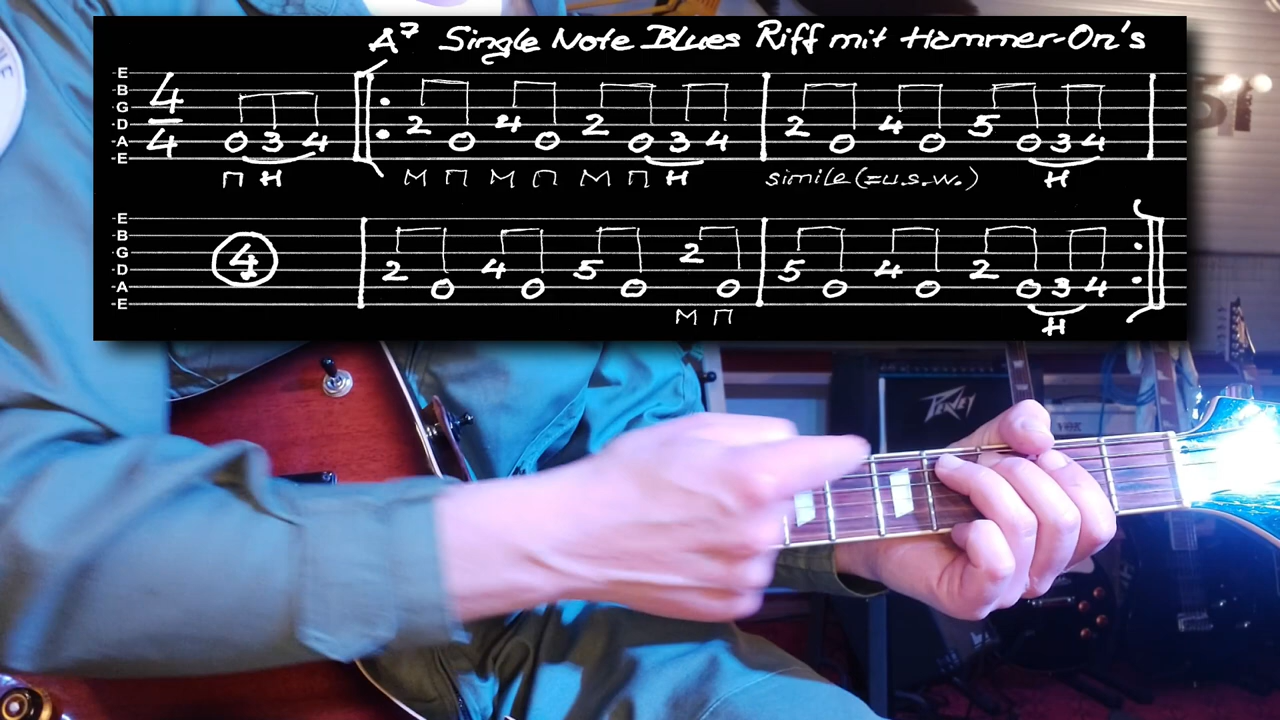 A7 Single Note Blues Riff mit Hammer-On's
E
B
G
D
A
E
4
4
0 3 4
2 0 4 0 2 0 3 4
2 0 4 0 5 0 3 4
H H H
simile (=u.s.w.)
E
B
G
D
A
E
4
2 0 4 0 5 0 2 0
5 0 4 0 2 0 3 4
H
PEAVEY
VOX